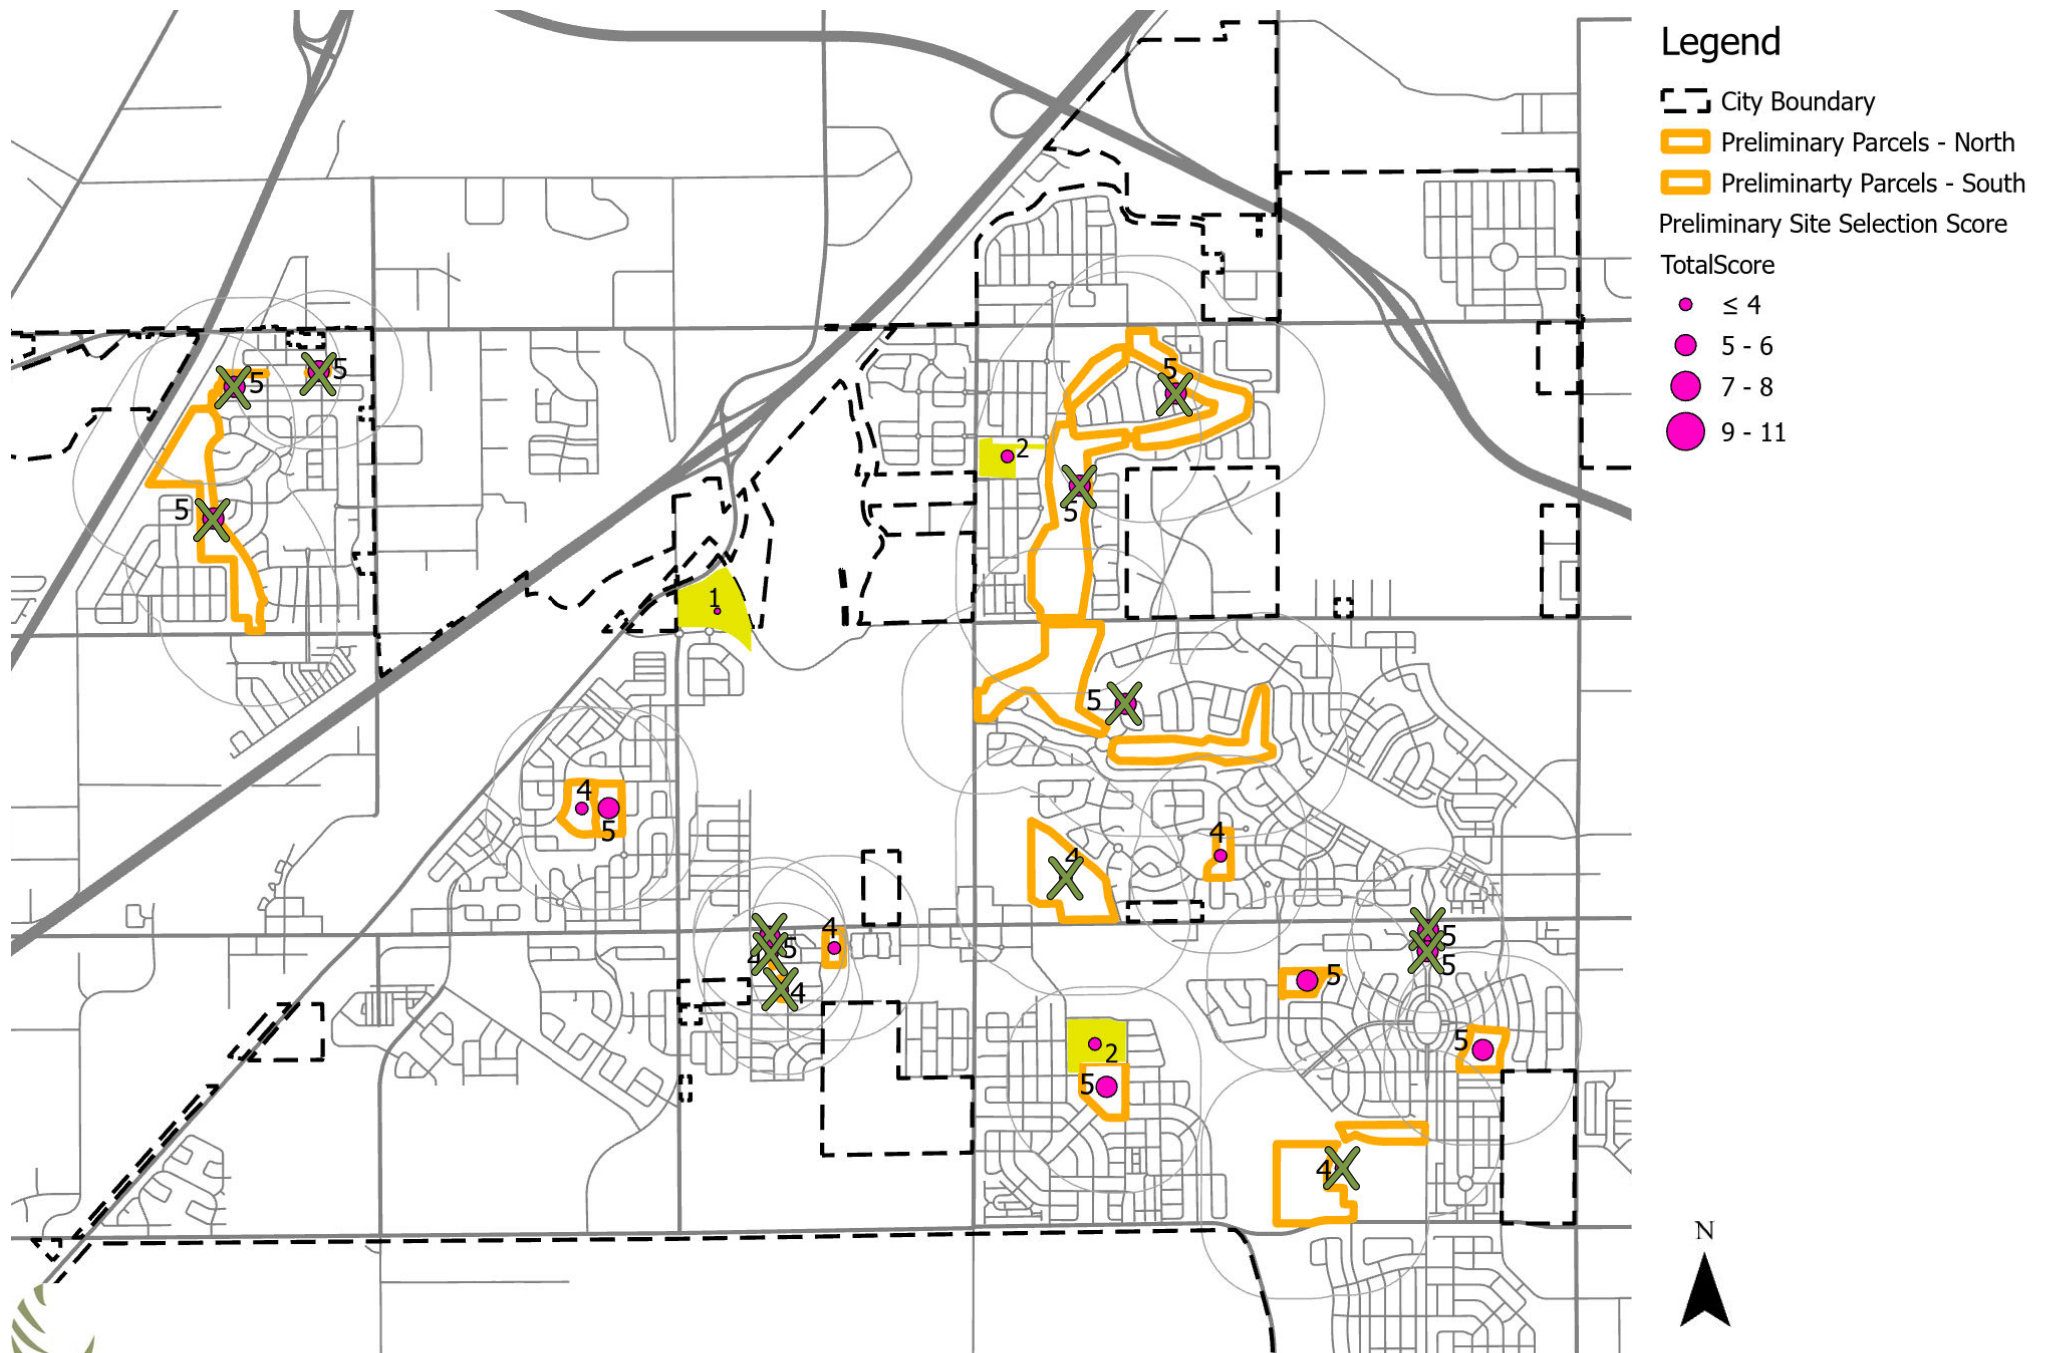 Legend
City Boundary
Preliminary Parcels - North
Preliminarty Parcels - South
Preliminary Site Selection Score
TotalScore
≤ 4
5 - 6
7 - 8
9 - 11
5
5
5
5
2
5
1
5
4
5
4
4
4
5
4
4
5
5
5
5
2
5
4
N